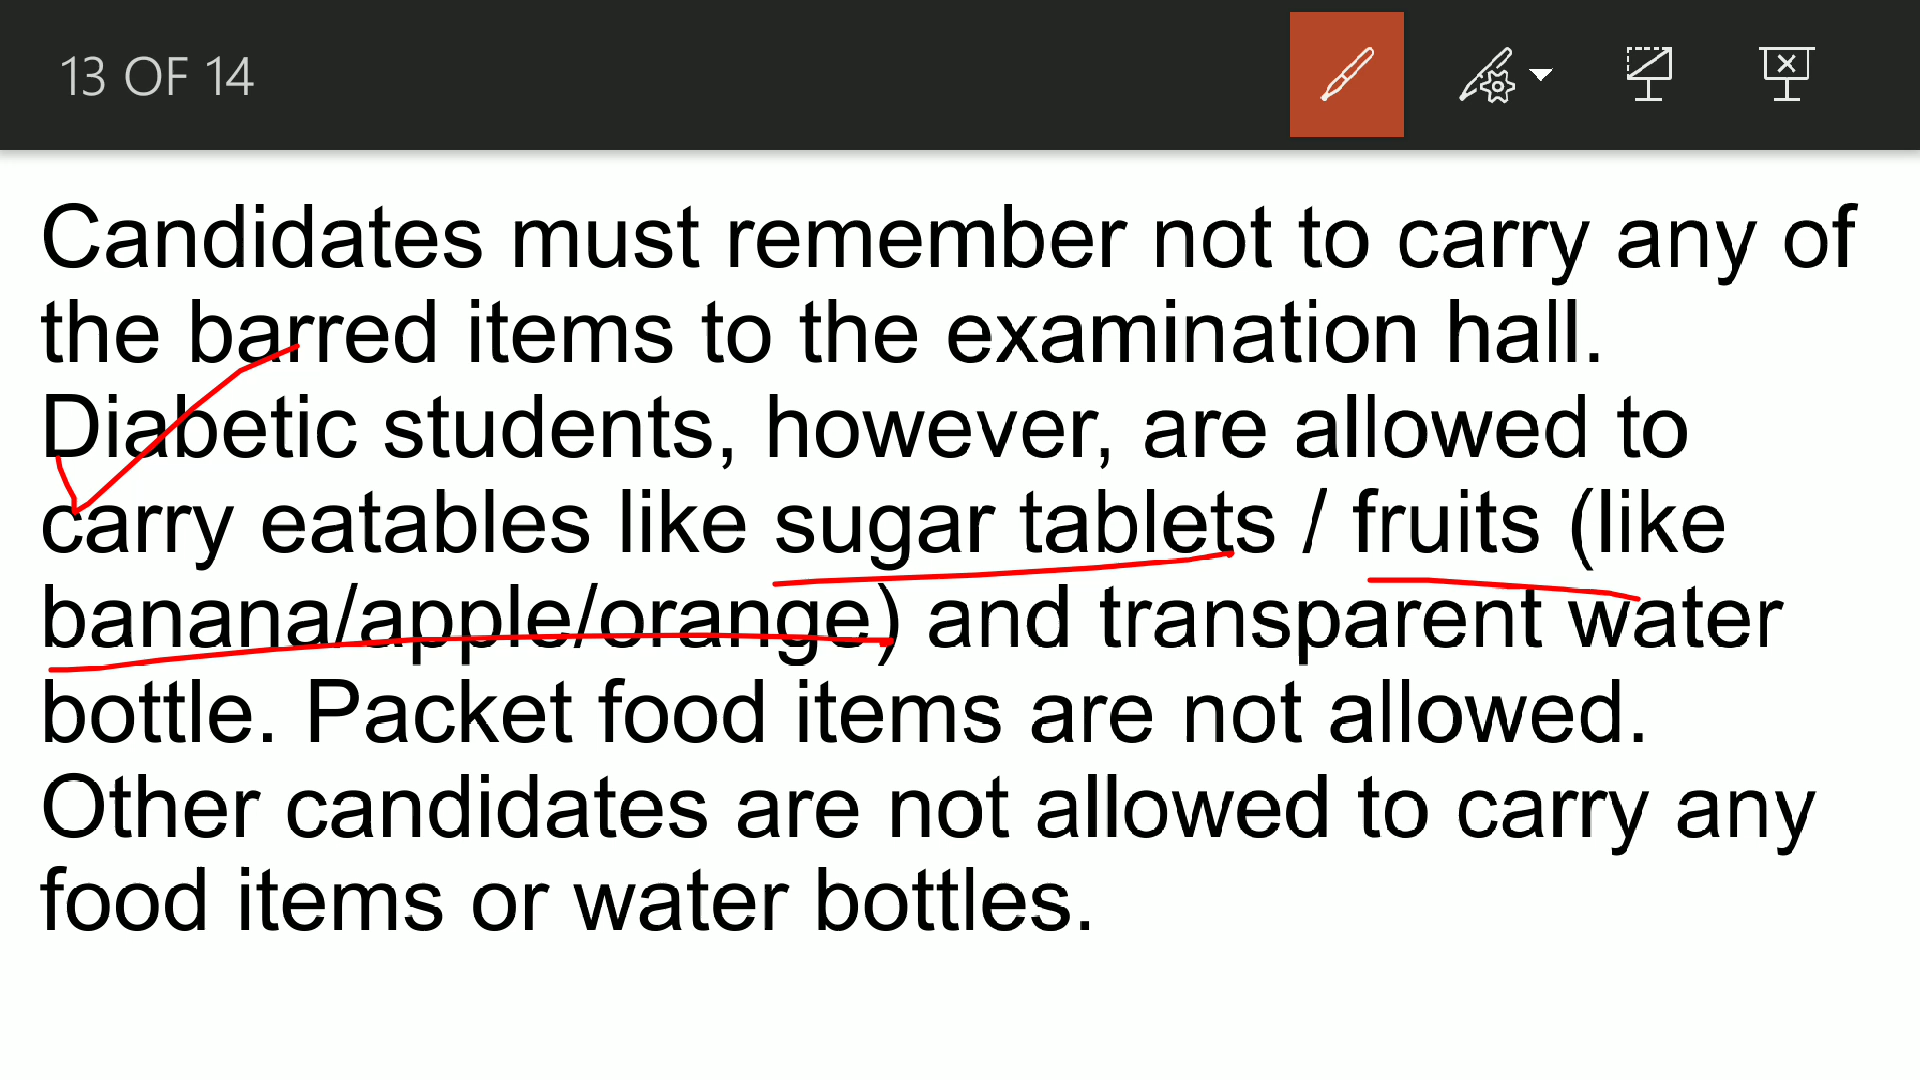 13 OF 14
Candidates must remember not to carry any of
the barred items to the examination hall.
Diabetic students, however, are allowed to
carry eatables like sugar tablets / fruits (like
banana/apple/orange) and transparent water
bottle. Packet food items are not allowed.
Other candidates are not allowed to carry any
food items or water bottles.